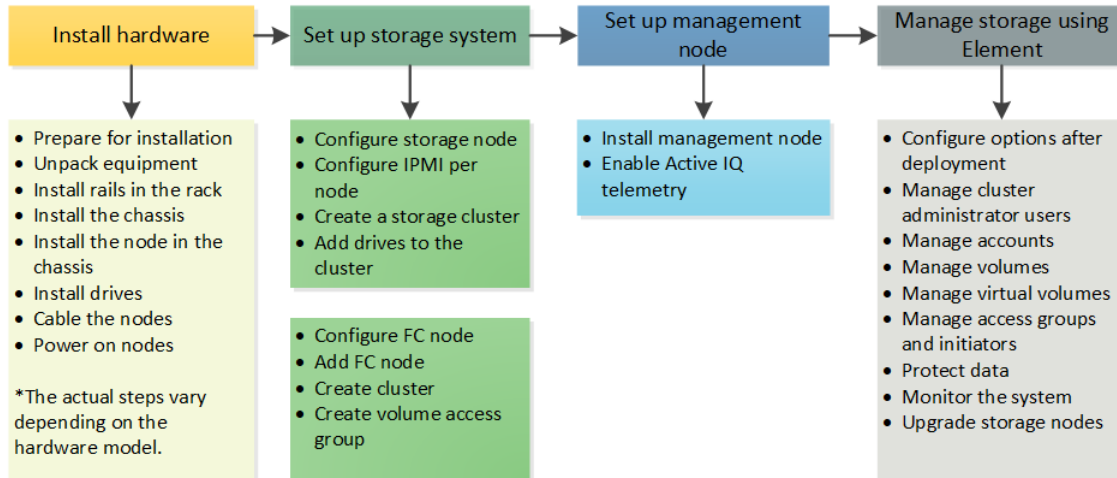 Install hardware
Set up storage system
Set up management
node
Manage storage using
Element
• Prepare for installation
• Unpack equipment
• Install rails in the rack
• Install the chassis
• Install the node in the
chassis
• Install drives
• Cable the nodes
• Power on nodes
*The actual steps vary
depending on the
hardware model.
• Configure storage node
• Configure IPMI per
node
• Create a storage cluster
• Add drives to the
cluster
• Configure FC node
• Add FC node
• Create cluster
• Create volume access
group
• Install management node
• Enable Active IQ
telemetry
• Configure options after
deployment
• Manage cluster
administrator users
• Manage accounts
• Manage volumes
• Manage virtual volumes
• Manage access groups
and initiators
• Protect data
• Monitor the system
• Upgrade storage nodes